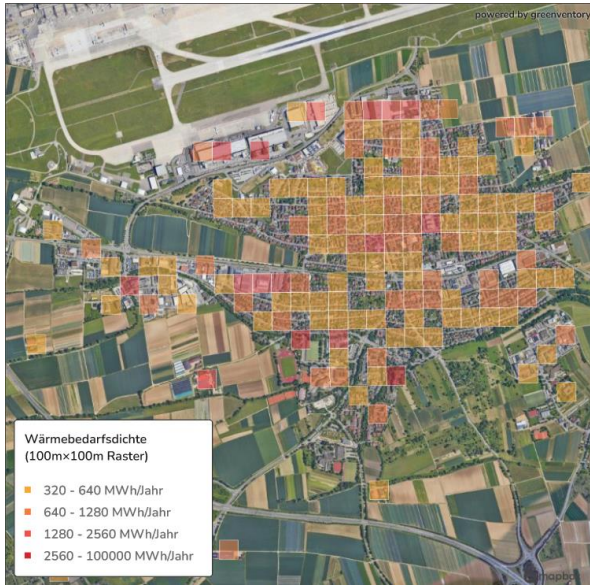 powered by greenventory
Wärmebedarfsdichte
(100m×100m Raster)
320 - 640 MWh/Jahr
640 - 1280 MWh/Jahr
1280 - 2560 MWh/Jahr
2560 - 100000 MWh/Jahr
mapbox